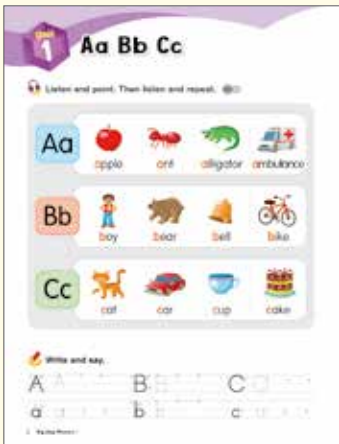 Unit
1
Aa Bb Cc
Listen and point. Then listen and repeat.
Aa
apple ant alligator ambulance
Bb
boy bear bell bike
Cc
cat car cup cake
Write and say.
A A B B C C
a a b b c c